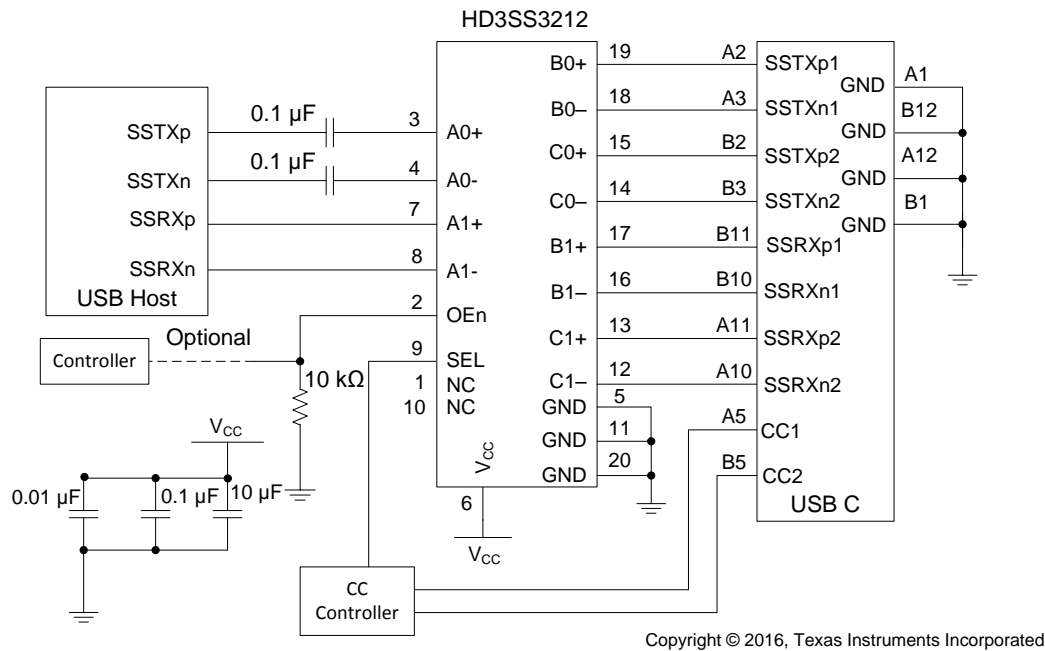 HD3SS3212
USB Host
SSTXp
SSTXn
SSRXp
SSRXn
0.1 µF
0.1 µF
3
4
7
8
2
9
1
10
A0+
A0-
A1+
A1-
OEn
SEL
NC
NC
Controller
Optional
10 kΩ
VCC
0.01 µF
0.1 µF
10 µF
VCC
6
VCC
CC
Controller
B0+
B0–
C0+
C0–
B1+
B1–
C1+
C1–
GND
GND
GND
19
18
15
14
17
16
13
12
5
11
20
A2
A3
B2
B3
B11
B10
A11
A10
A5
B5
SSTXp1
SSTXn1
SSTXp2
SSTXn2
SSRXp1
SSRXn1
SSRXp2
SSRXn2
CC1
CC2
USB C
GND
GND
GND
GND
A1
B12
A12
B1
Copyright © 2016, Texas Instruments Incorporated